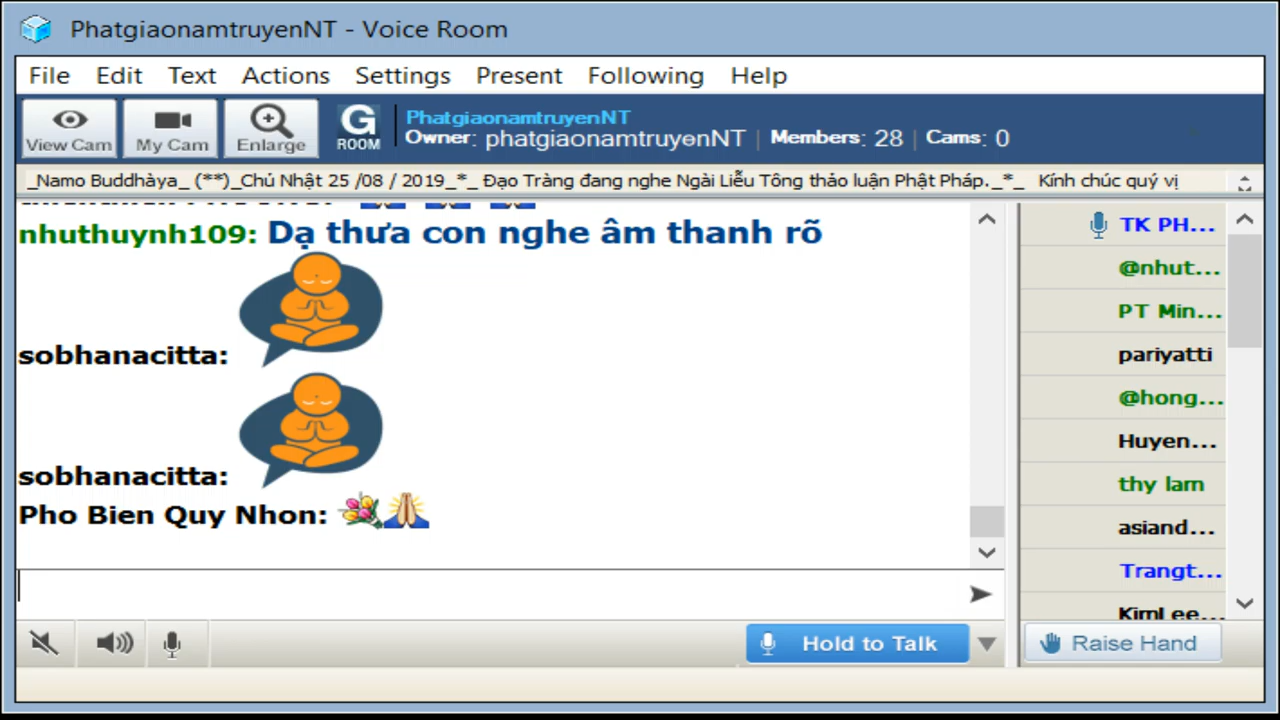 PhatgiaonamtruyenNT - Voice Room
File Edit Text Actions Settings Present Following Help
View Cam My Cam Enlarge G ROOM
PhatgiaonamtruyenNT
Owner: phatgiaonamtruyenNT | Members: 28 | Cams: 0
_Namo Buddhàya_ (**)_Chủ Nhật 25 /08 / 2019_*_ Đạo Tràng đang nghe Ngài Liễu Tông thảo luận Phật Pháp._*_ Kính chúc quý vị
nhuthuynh109: Dạ thưa con nghe âm thanh rõ
sobhanacitta:
sobhanacitta:
Pho Bien Quy Nhon:
TK PH...
@nhut...
PT Min...
pariyatti
@hong...
Huyen...
thy lam
asiand...
Trangt...
KimLee...
Hold to Talk
Raise Hand